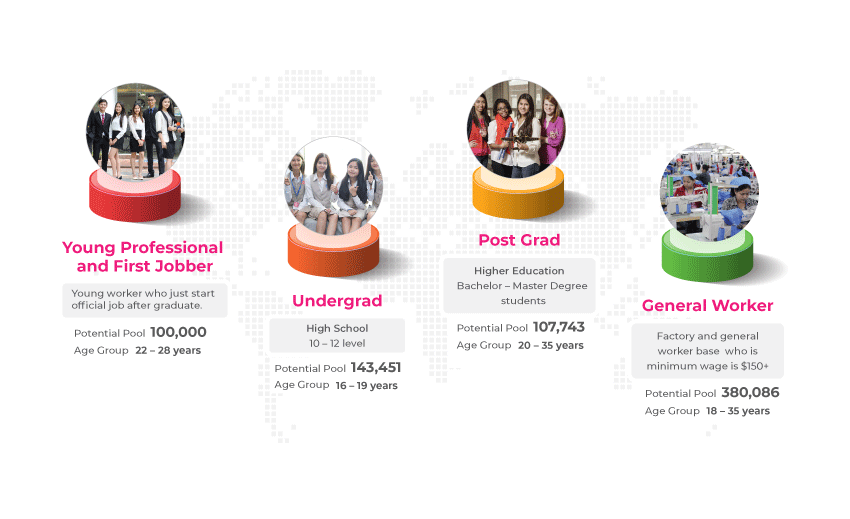 Young Professional
and First Jobber
Young worker who just start
official job after graduate.
Potential Pool 100,000
Age Group 22 – 28 years
Undergrad
High School
10 – 12 level
Potential Pool 143,451
Age Group 16 – 19 years
Post Grad
Higher Education
Bachelor – Master Degree
students
Potential Pool 107,743
Age Group 20 – 35 years
General Worker
Factory and general
worker base who is
minimum wage is $150+
Potential Pool 380,086
Age Group 18 – 35 years